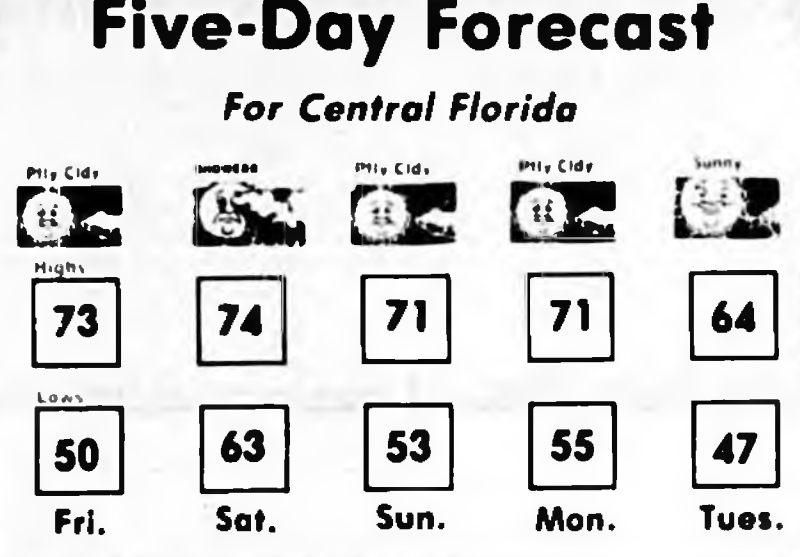 Five-Day Forecast
For Central Florida
Ptly Cldy Showers Ptly Cldy Ptly Cldy Sunny
Highs
73 74 71 71 64
Lows
50 63 53 55 47
Fri. Sat. Sun. Mon. Tues.